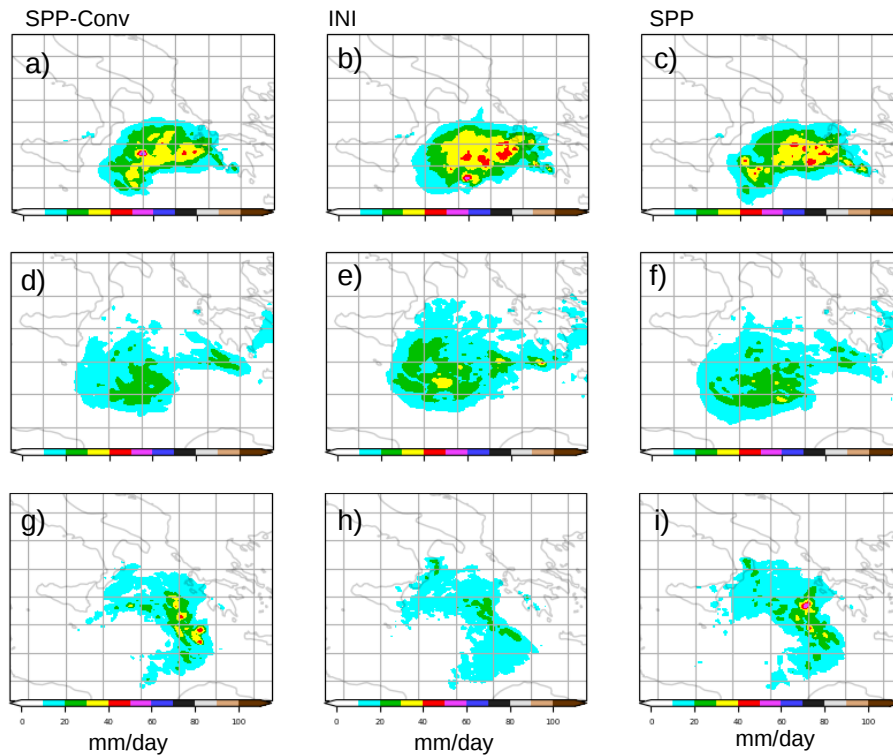 SPP-Conv INI SPP
a) b) c)
d) e) f)
g) h) i)
0 20 40 60 80 100 0 20 40 60 80 100 0 20 40 60 80 100
mm/day mm/day mm/day